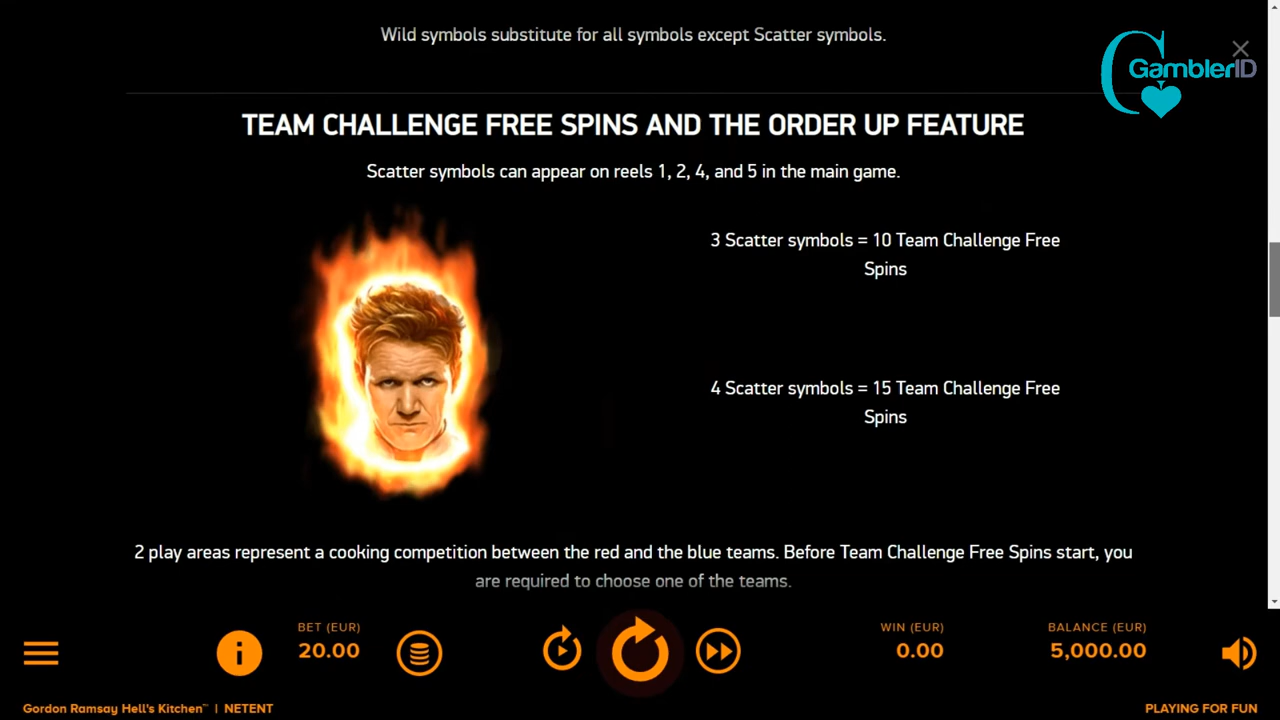 Wild symbols substitute for all symbols except Scatter symbols.
GamblerID
TEAM CHALLENGE FREE SPINS AND THE ORDER UP FEATURE
Scatter symbols can appear on reels 1, 2, 4, and 5 in the main game.
3 Scatter symbols = 10 Team Challenge Free
Spins
4 Scatter symbols = 15 Team Challenge Free
Spins
2 play areas represent a cooking competition between the red and the blue teams. Before Team Challenge Free Spins start, you
are required to choose one of the teams.
BET (EUR)
20.00
WIN (EUR)
0.00
BALANCE (EUR)
5,000.00
Gordon Ramsay Hell's Kitchen™ | NETENT
PLAYING FOR FUN